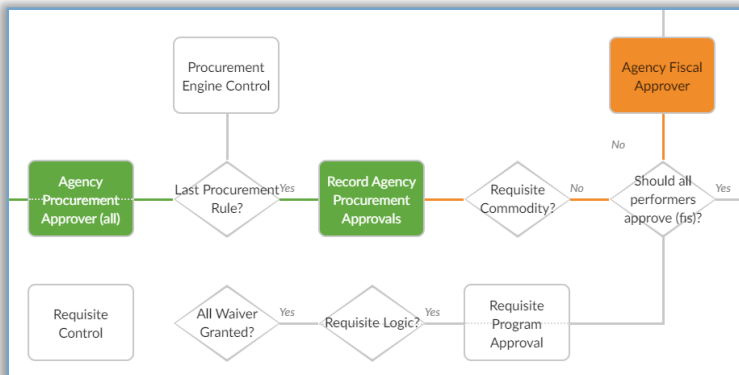 Procurement
Engine Control
Agency Fiscal
Approver
No
Agency
Procurement
Approver (all)
Last Procurement
Rule?
Yes
Record Agency
Procurement
Approvals
Requisite
Commodity?
No
Should all
performers
approve (fis)?
Yes
Requisite
Control
All Waiver
Granted?
Yes
Requisite Logic?
Yes
Requisite
Program
Approval